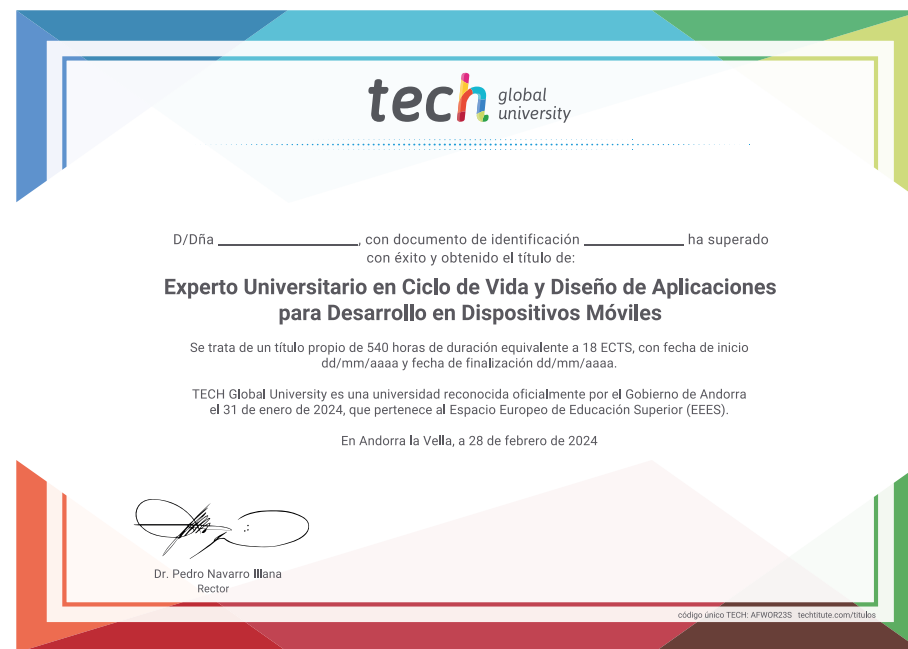 tech global
university
D/Dña ____________________, con documento de identificación ______________ ha superado
con éxito y obtenido el título de:
Experto Universitario en Ciclo de Vida y Diseño de Aplicaciones
para Desarrollo en Dispositivos Móviles
Se trata de un título propio de 540 horas de duración equivalente a 18 ECTS, con fecha de inicio
dd/mm/aaaa y fecha de finalización dd/mm/aaaa.
TECH Global University es una universidad reconocida oficialmente por el Gobierno de Andorra
el 31 de enero de 2024, que pertenece al Espacio Europeo de Educación Superior (EEES).
En Andorra la Vella, a 28 de febrero de 2024
Dr. Pedro Navarro Illana
Rector
código único TECH: AFWOR23S techtitute.com/titulos